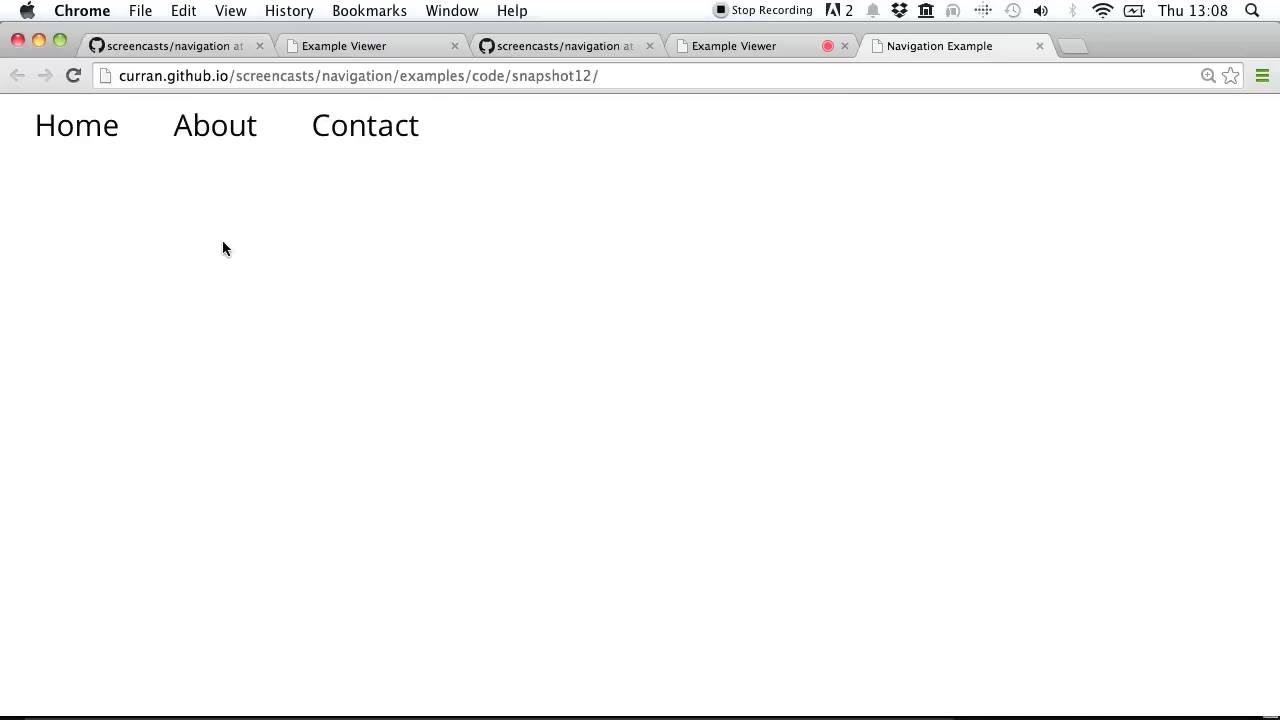 Chrome File Edit View History Bookmarks Window Help Stop Recording 2 Thu 13:08
screencasts/navigation at Example Viewer screencasts/navigation at Example Viewer Navigation Example
curran.github.io/screencasts/navigation/examples/code/snapshot12/
Home About Contact